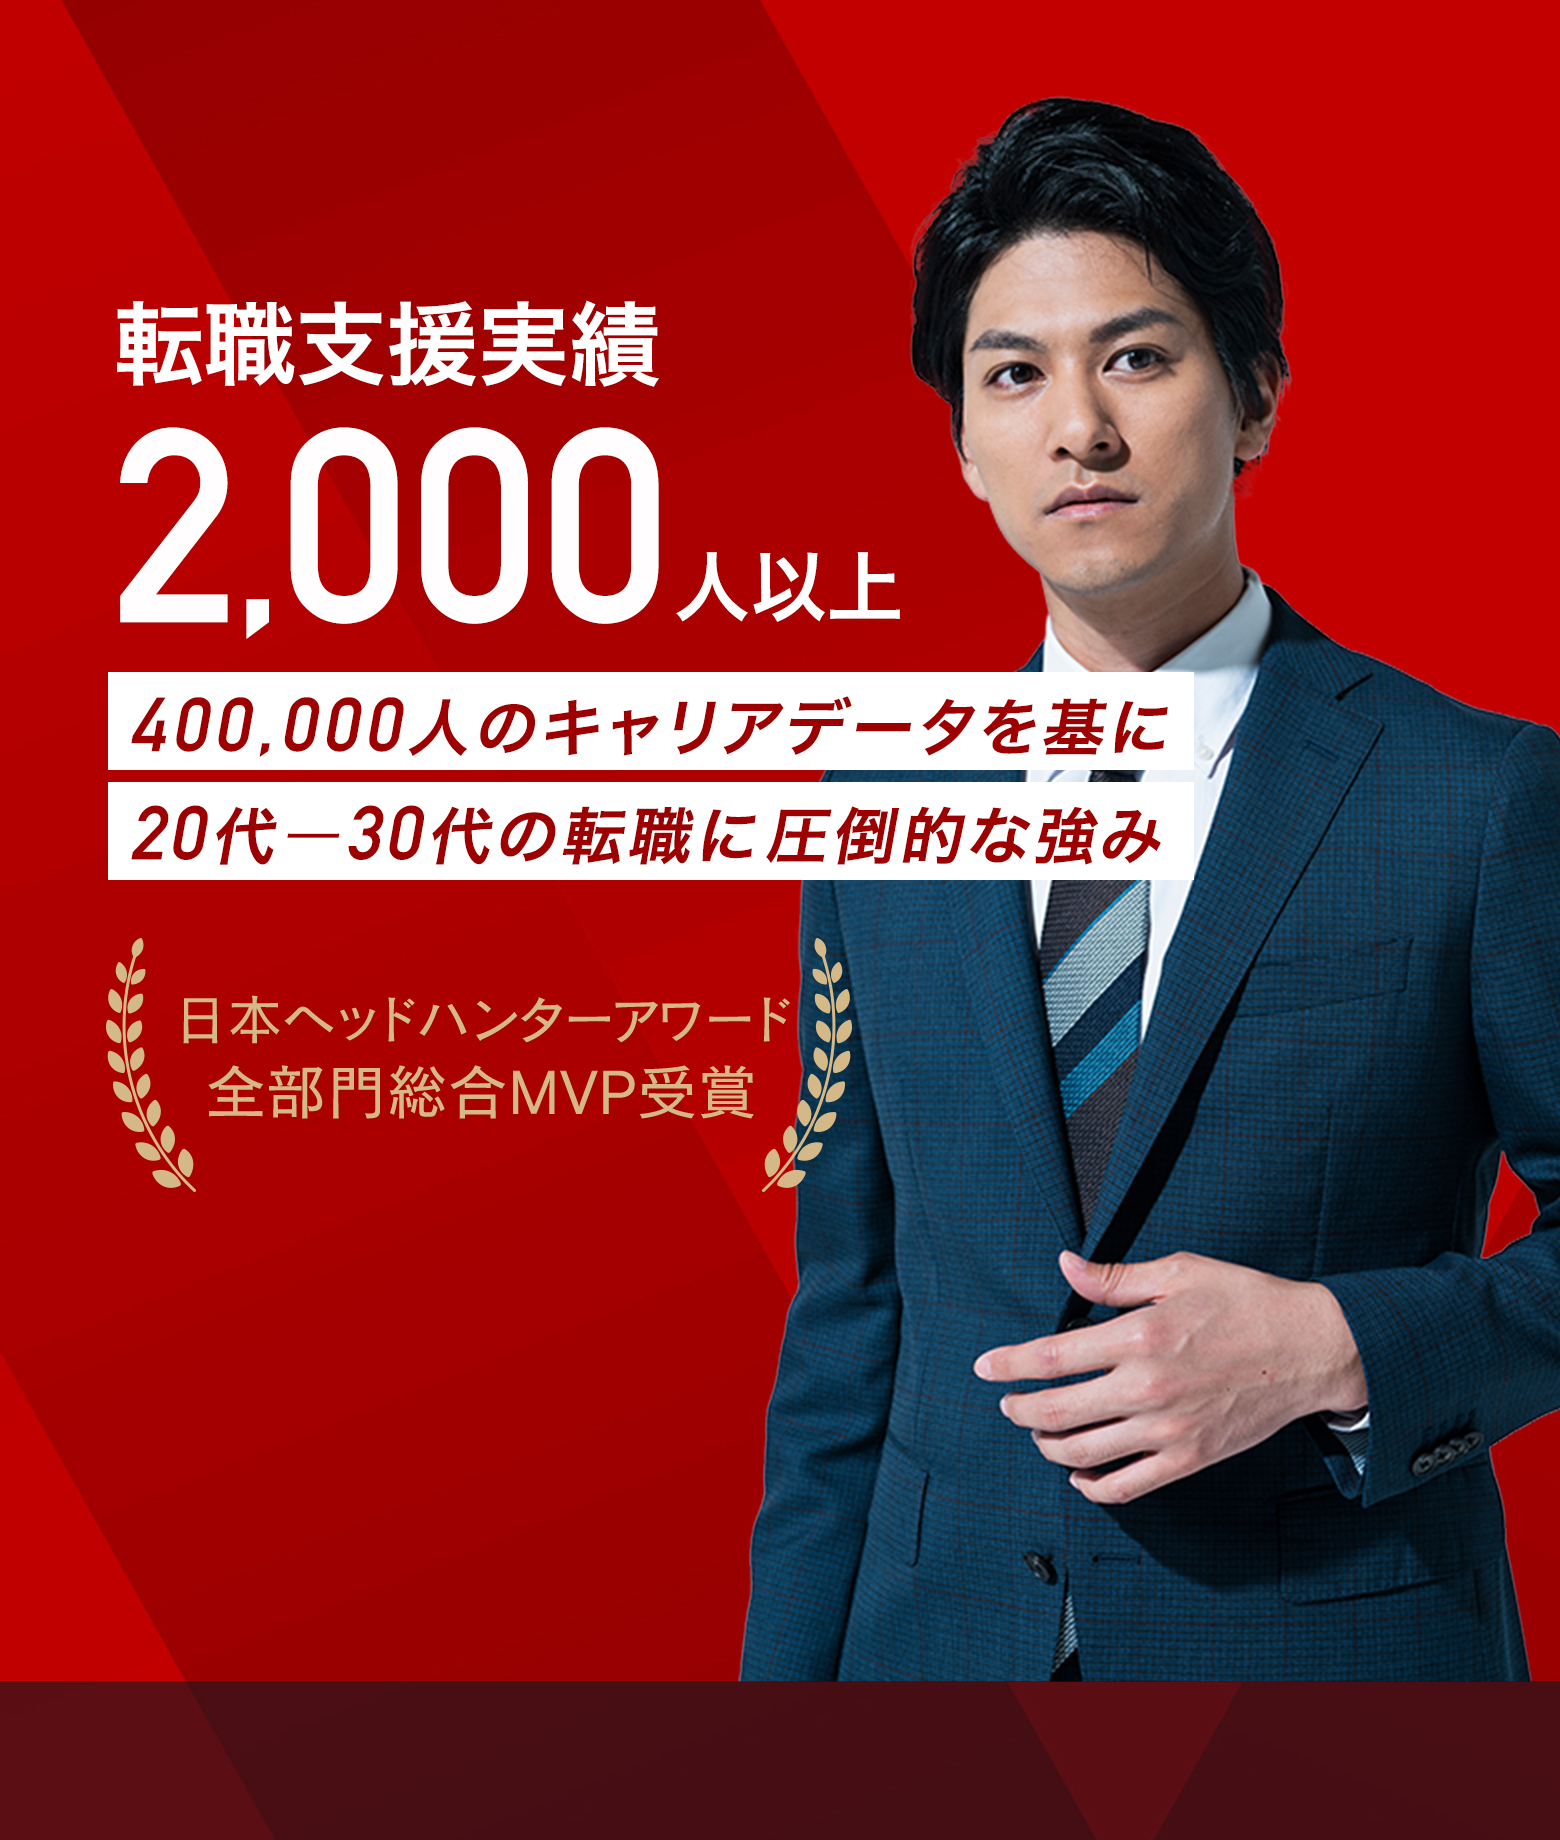 転職支援実績
2,000人以上
400,000人のキャリアデータを基に
20代―30代の転職に圧倒的な強み
日本ヘッドハンターアワード
全部門総合MVP受賞